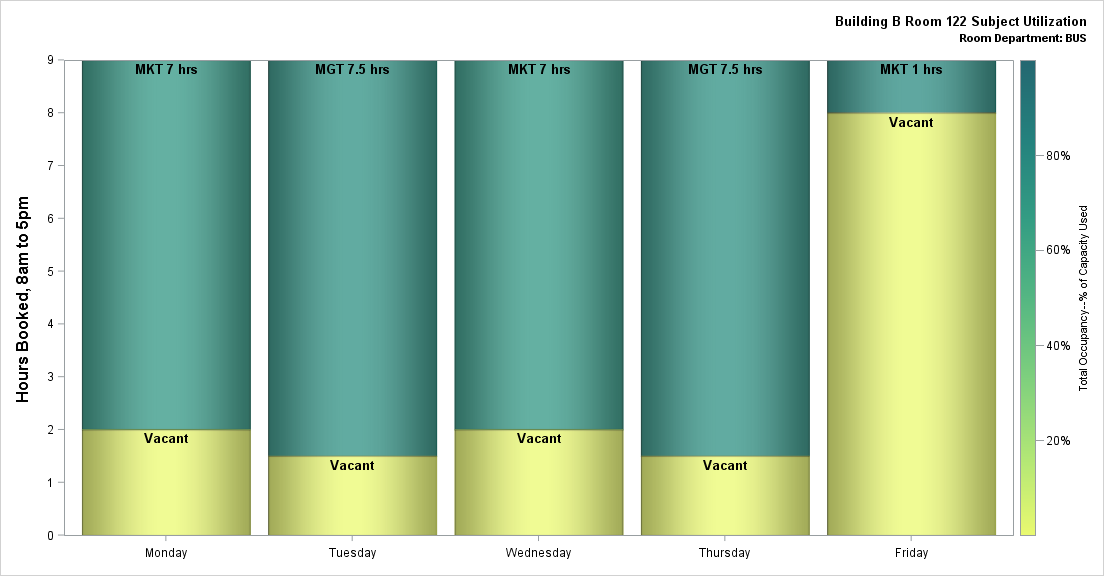 Building B Room 122 Subject Utilization
Room Department: BUS
Hours Booked, 8am to 5pm
9
8
7
6
5
4
3
2
1
0
MKT 7 hrs
MGT 7.5 hrs
MKT 7 hrs
MGT 7.5 hrs
MKT 1 hrs
Vacant
Vacant
Vacant
Vacant
Vacant
Monday
Tuesday
Wednesday
Thursday
Friday
80%
60%
40%
20%
Total Occupancy--% of Capacity Used